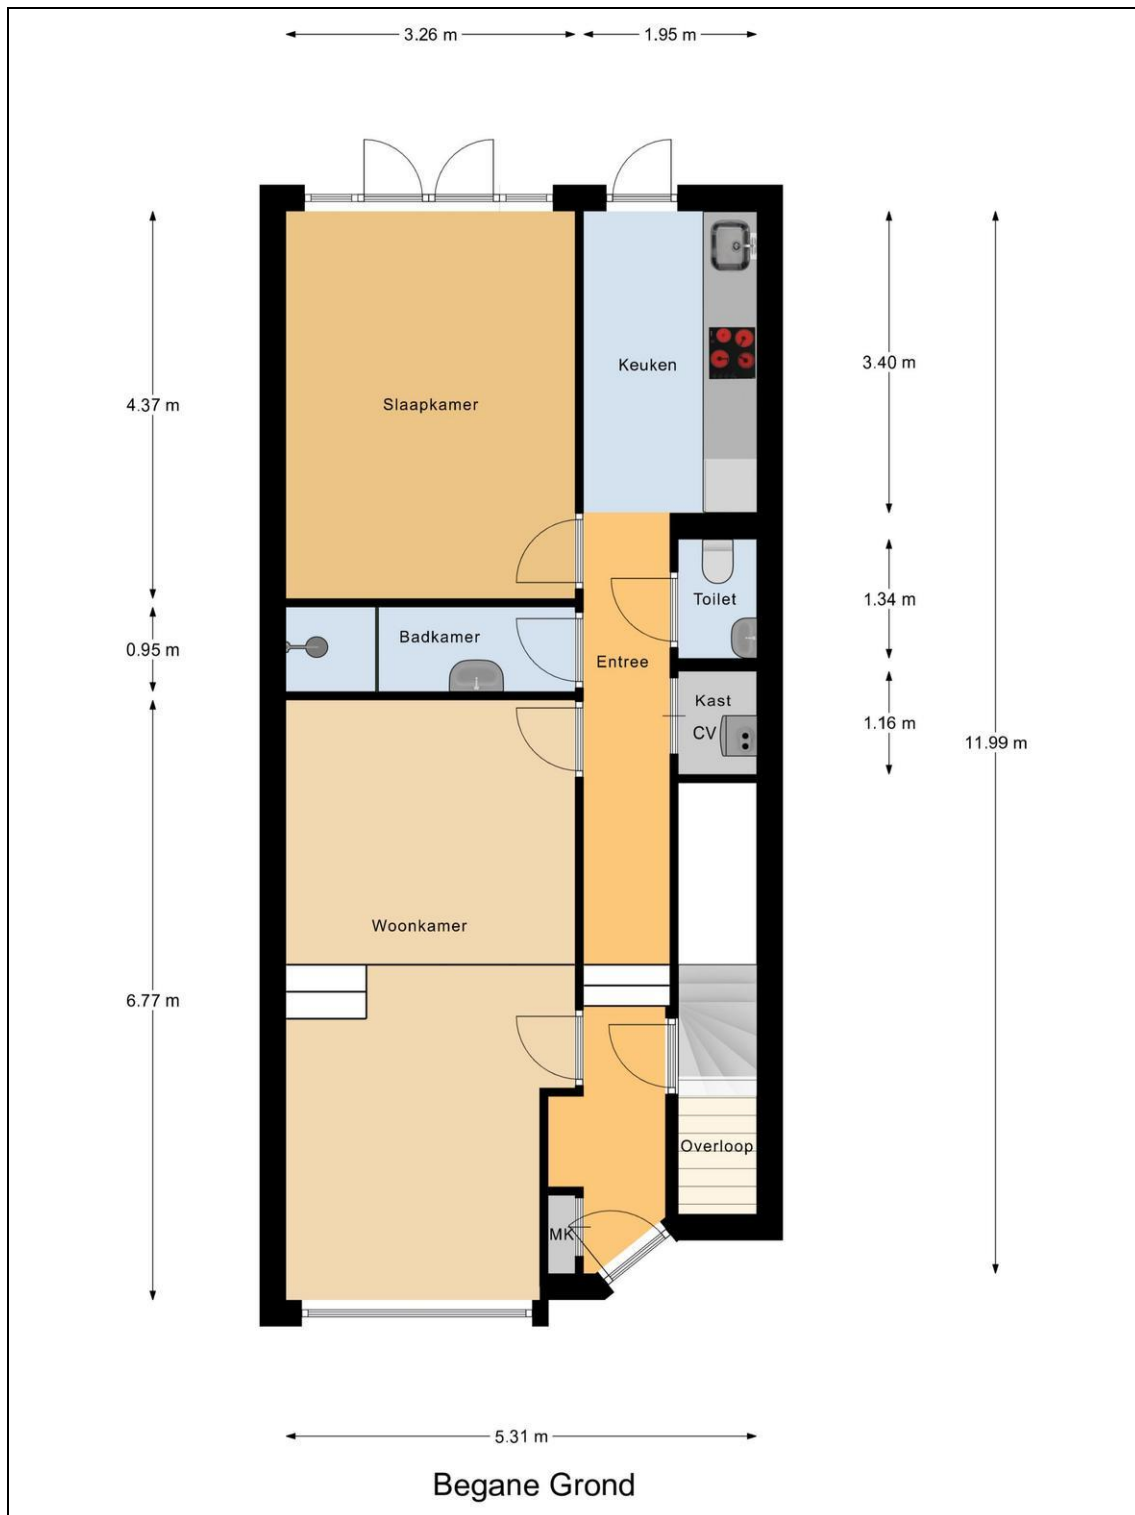 3.26 m
1.95 m
Keuken
3.40 m
4.37 m
Slaapkamer
Toilet
1.34 m
Badkamer
0.95 m
Entree
Kast
CV
1.16 m
11.99 m
Woonkamer
6.77 m
Overloop
MK
5.31 m
Begane Grond